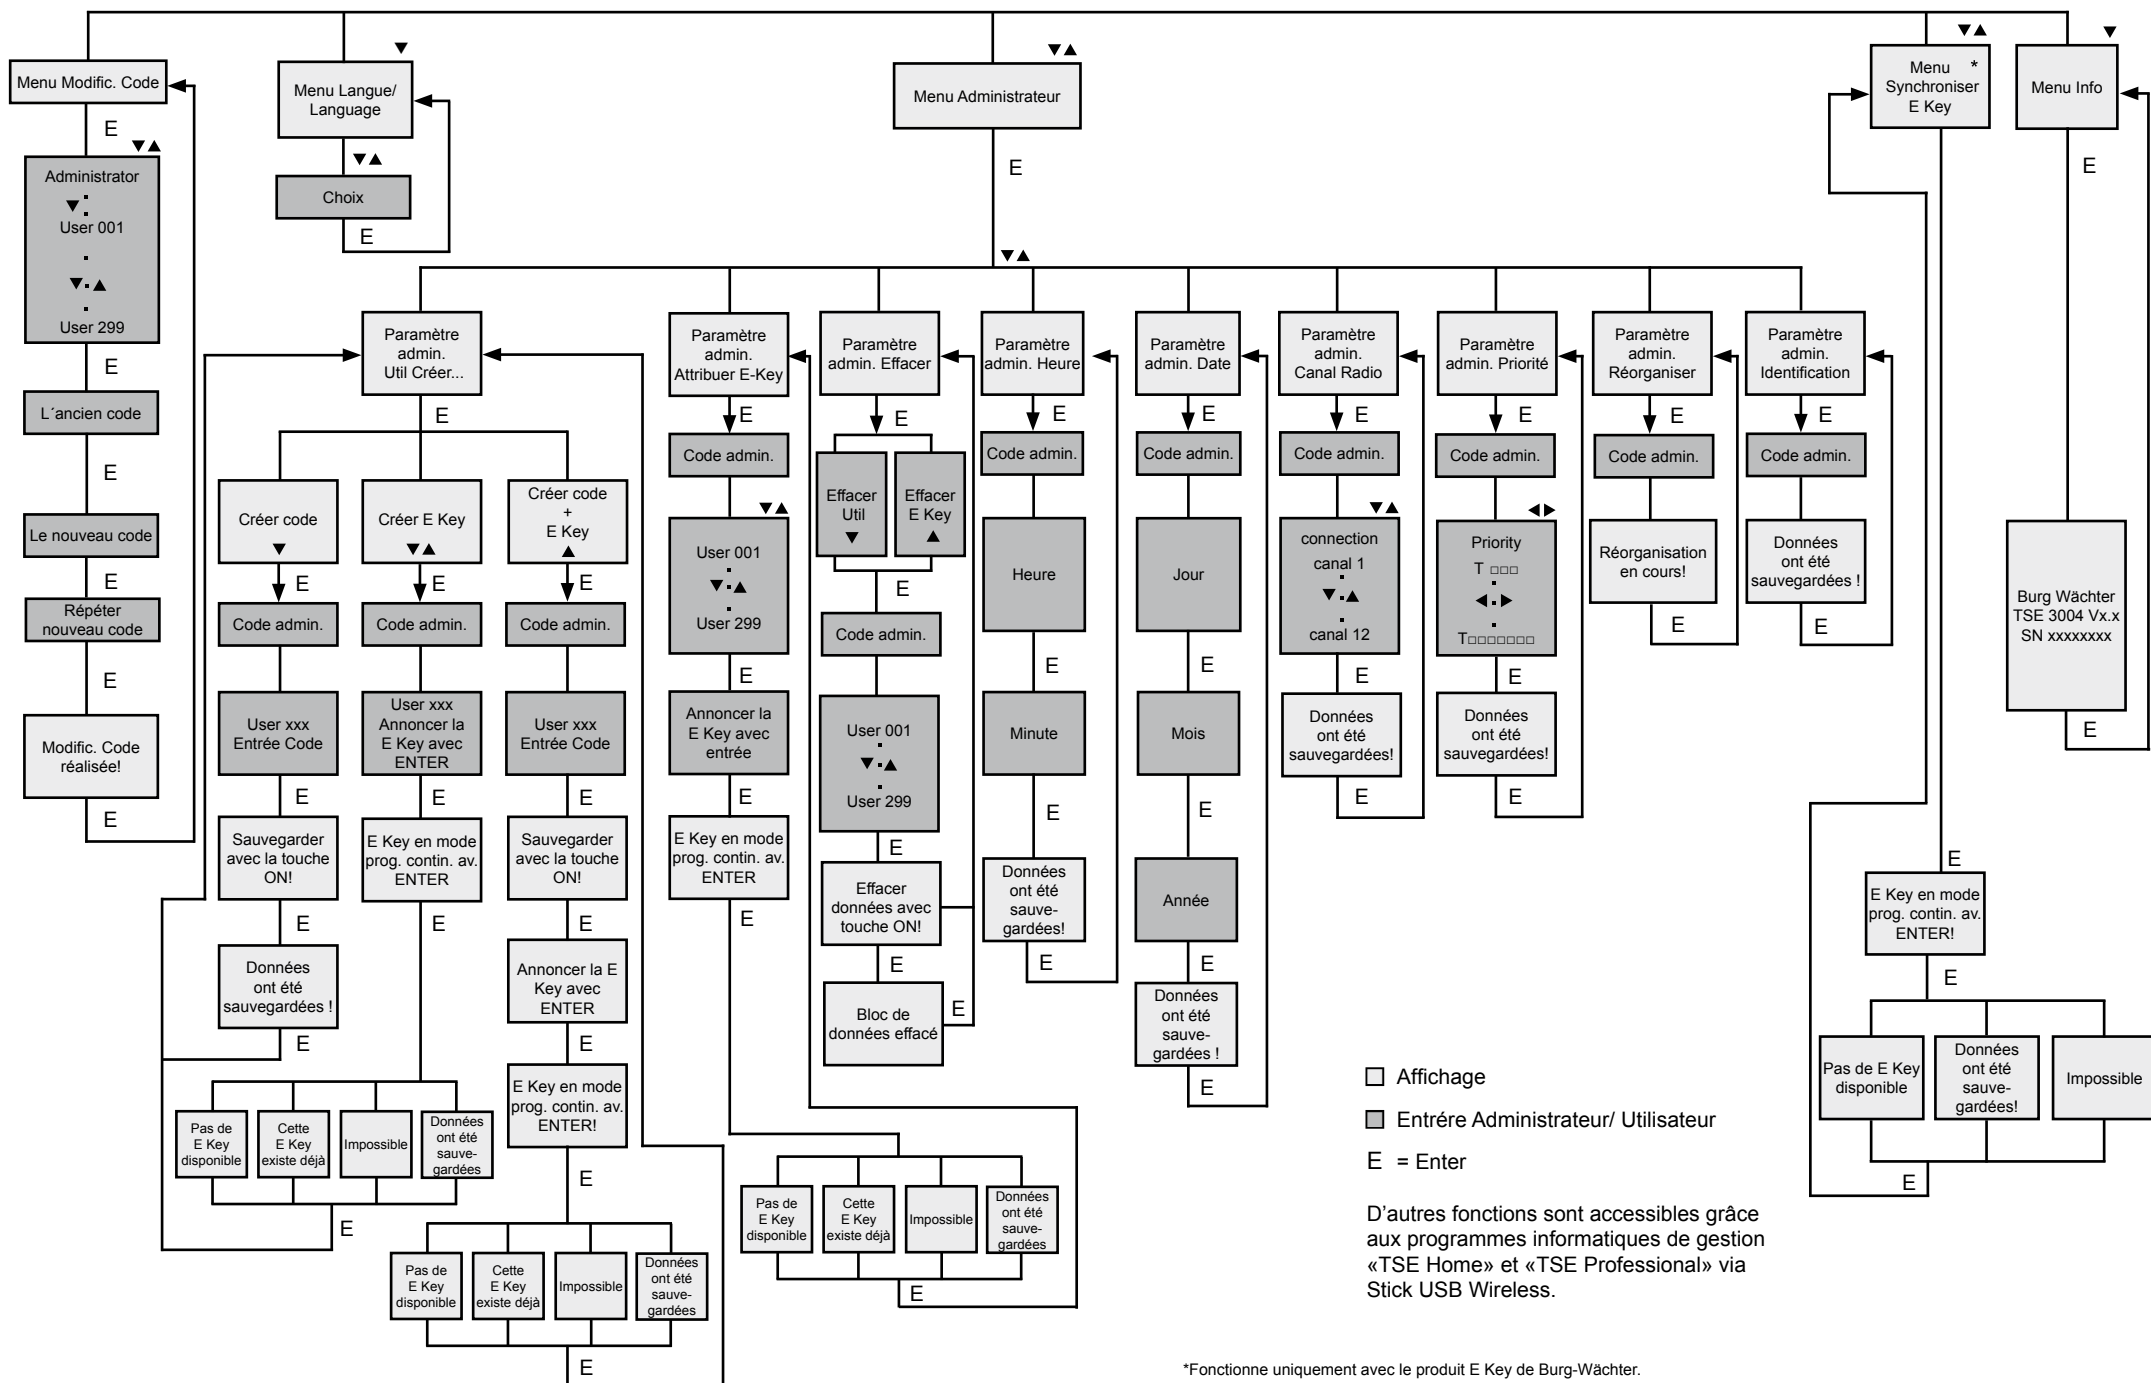 Menu Modific. Code
E
Administrator
User 001
User 299
E
L´ancien code
E
Le nouveau code
E
Répéter
nouveau code
E
Modific. Code
réalisée!
E
Menu Langue/
Language
Choix
E
Menu Administrateur
E
Paramètre
admin.
Util Créer...
E
Créer code
E
Code admin.
E
User xxx
Entrée Code
E
Sauvegarder
avec la touche
ON!
E
Données
ont été
sauvegardées !
E
Créer E Key
E
Code admin.
E
User xxx
Annoncer la
E Key avec
ENTER
E
E Key en mode
prog. contin. av.
ENTER
E
Pas de
E Key
disponible
Cette
E Key
existe déjà
Impossible
Données
ont été
sauve-
gardées
E
Créer code
+
E Key
E
Code admin.
E
User xxx
Entrée Code
E
Sauvegarder
avec la touche
ON!
E
Annoncer la E
Key avec
ENTER
E
E Key en mode
prog. contin. av.
ENTER!
E
Pas de
E Key
disponible
Cette
E Key
existe déjà
Impossible
Données
ont été
sauve-
gardées
E
Paramètre
admin.
Attribuer E-Key
E
Code admin.
User 001
User 299
E
Annoncer la
E Key avec
entrée
E
E Key en mode
prog. contin. av.
ENTER
E
Pas de
E Key
disponible
Cette
E Key
existe déjà
Impossible
Données
ont été
sauve-
gardées
E
Paramètre
admin. Effacer
E
Effacer
Util
Effacer
E Key
E
Code admin.
User 001
User 299
E
Effacer
données avec
touche ON!
E
Bloc de
données effacé
E
Paramètre
admin. Heure
E
Code admin.
Heure
E
Minute
E
Données
ont été
sauve-
gardées!
E
Paramètre
admin. Date
E
Code admin.
Jour
E
Mois
E
Année
E
Données
ont été
sauve-
gardées !
E
Paramètre
admin.
Canal Radio
E
Code admin.
connection
canal 1
canal 12
E
Données
ont été
sauvegardées!
E
Paramètre
admin. Priorité
E
Code admin.
Priority
T □□□
T□□□□□□□
E
Données
ont été
sauvegardées!
E
Paramètre
admin.
Réorganiser
E
Code admin.
Réorganisation
en cours!
E
Paramètre
admin.
Identification
E
Code admin.
Données
ont été
sauvegardées !
E
Menu *
Synchroniser
E Key
E
E Key en mode
prog. contin. av.
ENTER!
E
Pas de E Key
disponible
Données
ont été
sauve-
gardées!
Impossible
E
Menu Info
E
Burg Wächter
TSE 3004 Vx.x
SN xxxxxxxx
E
Affichage
Entrére Administrateur/ Utilisateur
E = Enter
D’autres fonctions sont accessibles grâce
aux programmes informatiques de gestion
«TSE Home» et «TSE Professional» via
Stick USB Wireless.
*Fonctionne uniquement avec le produit E Key de Burg-Wächter.